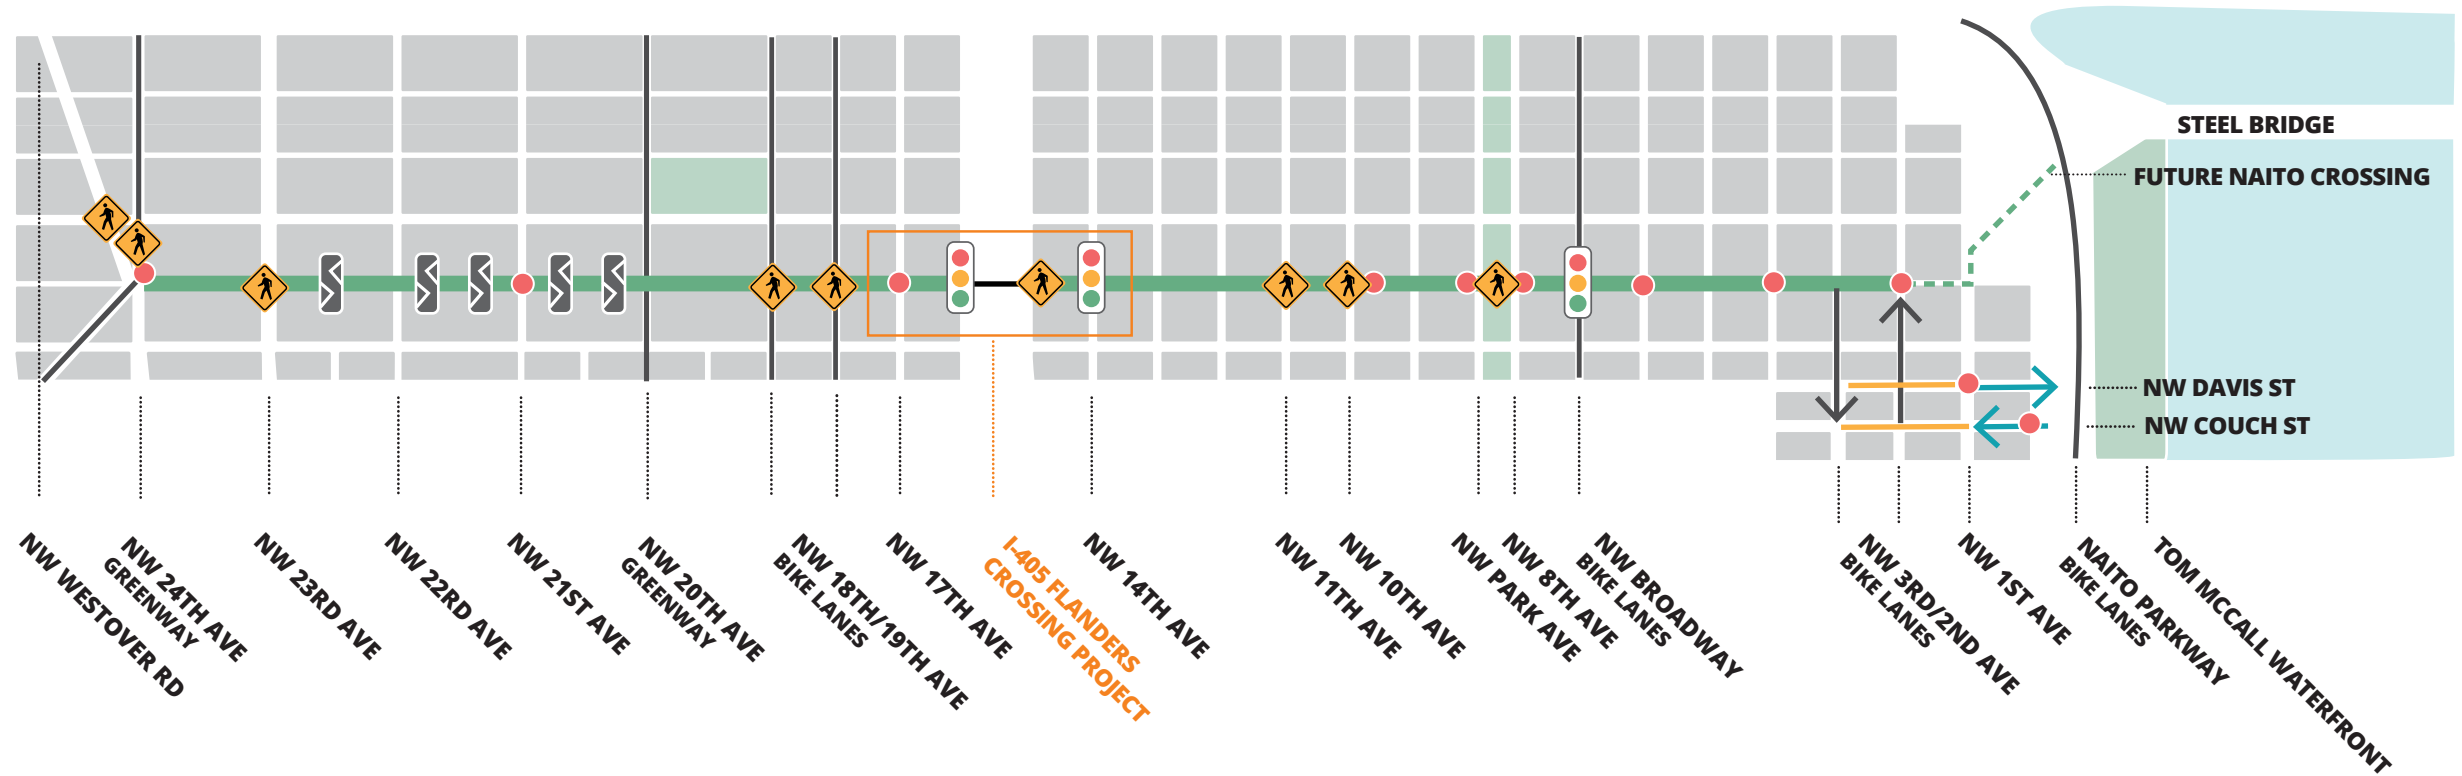 STEEL BRIDGE
FUTURE NAITO CROSSING
NW DAVIS ST
NW COUCH ST
NW WESTOVER RD
NW 24TH AVE
GREENWAY
NW 23RD AVE
NW 22RD AVE
NW 21ST AVE
NW 20TH AVE
GREENWAY
NW 18TH/19TH AVE
BIKE LANES
NW 17TH AVE
I-405 FLANDERS
CROSSING PROJECT
NW 14TH AVE
NW 11TH AVE
NW 10TH AVE
NW PARK AVE
NW 8TH AVE
NW BROADWAY
BIKE LANES
NW 3RD/2ND AVE
BIKE LANES
NW 1ST AVE
NAITO PARKWAY
BIKE LANES
TOM MCCALL WATERFRONT